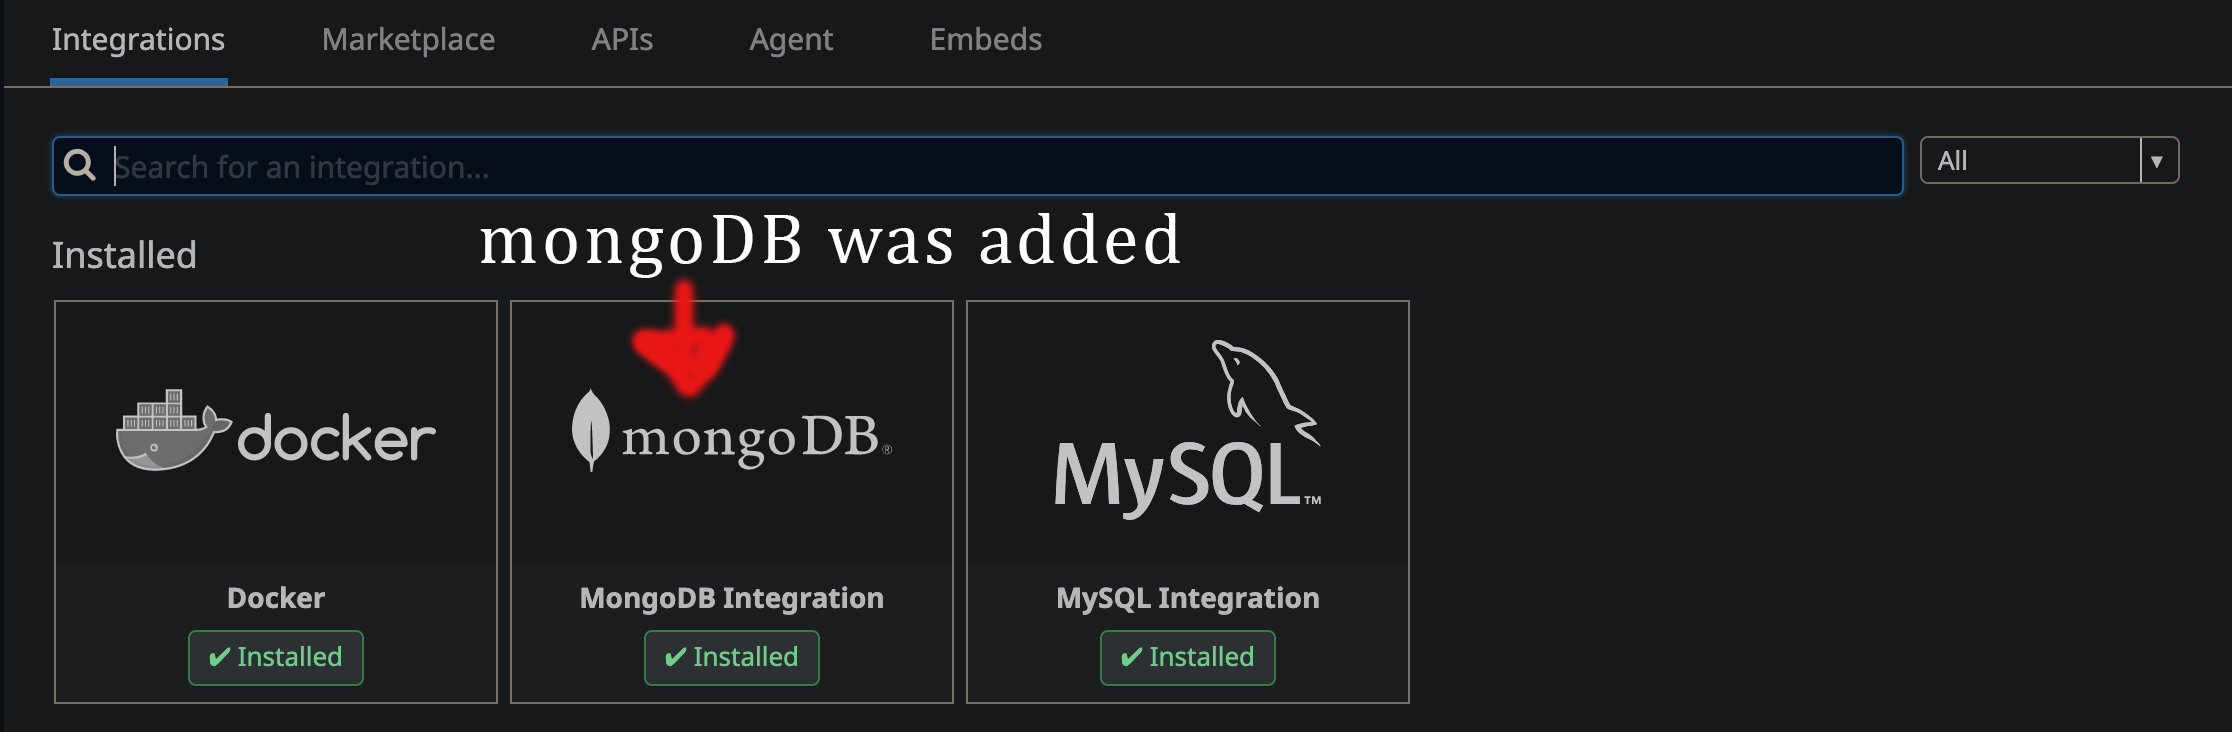 Integrations Marketplace APIs Agent Embeds
Search for an integration...
All
mongoDB was added
Installed
docker
mongoDB®
MySQL™
Docker
✔ Installed
MongoDB Integration
✔ Installed
MySQL Integration
✔ Installed